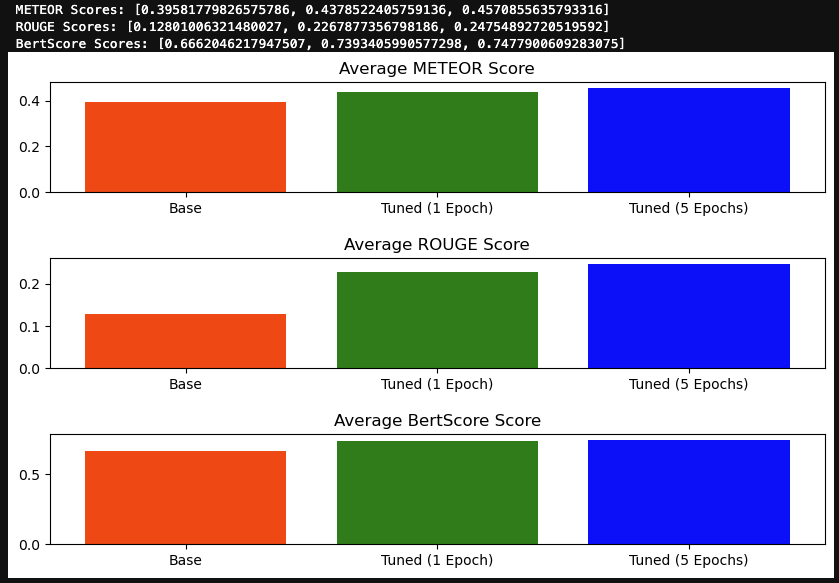 METEOR Scores: [0.39581779826575786, 0.4378522405759136, 0.4570855635793316]
ROUGE Scores: [0.12801006321480027, 0.2267877356798186, 0.24754892720519592]
BertScore Scores: [0.6662046217947507, 0.7393405990577298, 0.7477900609283075]
Average METEOR Score
0.4
0.2
0.0
Base Tuned (1 Epoch) Tuned (5 Epochs)
Average ROUGE Score
0.2
0.1
0.0
Base Tuned (1 Epoch) Tuned (5 Epochs)
Average BertScore Score
0.5
0.0
Base Tuned (1 Epoch) Tuned (5 Epochs)